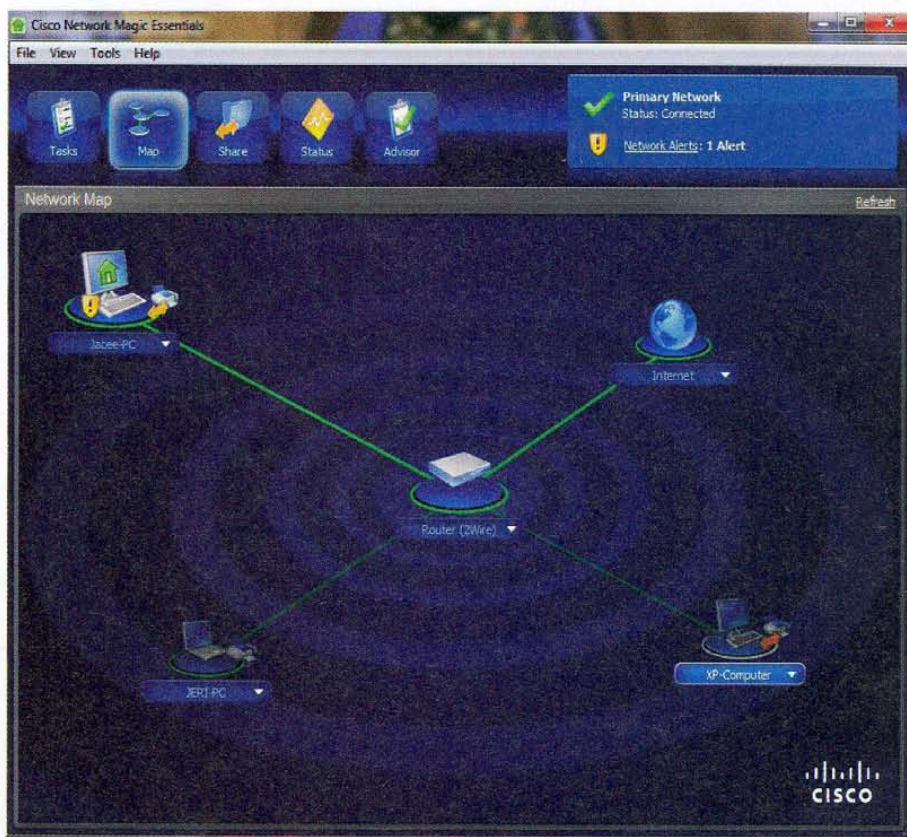 Cisco Network Magic Essentials
File View Tools Help
Tasks
Map
Share
Status
Advisor
Primary Network
Status: Connected
Network Alerts: 1 Alert
Network Map
Refresh
Jacee-PC
Internet
Router (2Wire)
JERI-PC
XP-Computer
CISCO